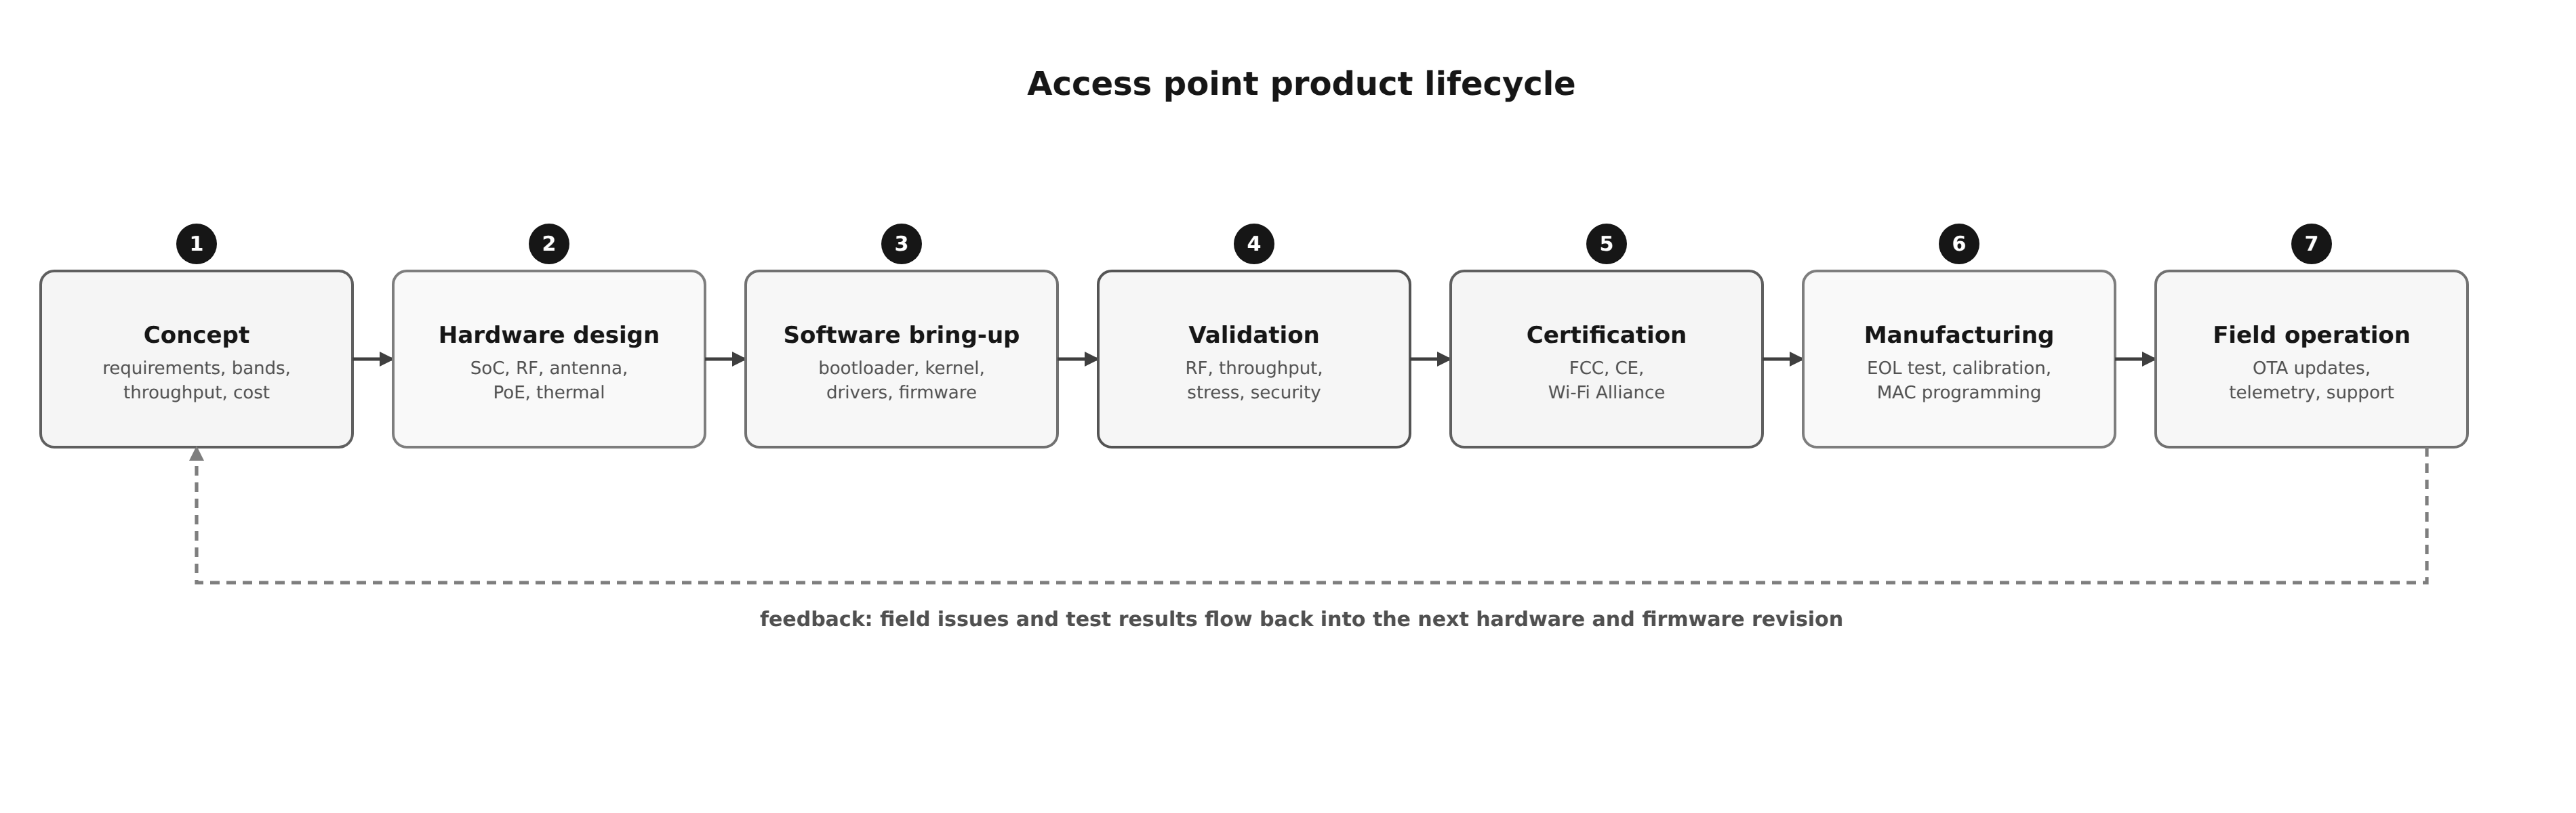 Access point product lifecycle
1
Concept
requirements, bands,
throughput, cost
2
Hardware design
SoC, RF, antenna,
PoE, thermal
3
Software bring-up
bootloader, kernel,
drivers, firmware
4
Validation
RF, throughput,
stress, security
5
Certification
FCC, CE,
Wi-Fi Alliance
6
Manufacturing
EOL test, calibration,
MAC programming
7
Field operation
OTA updates,
telemetry, support
feedback: field issues and test results flow back into the next hardware and firmware revision